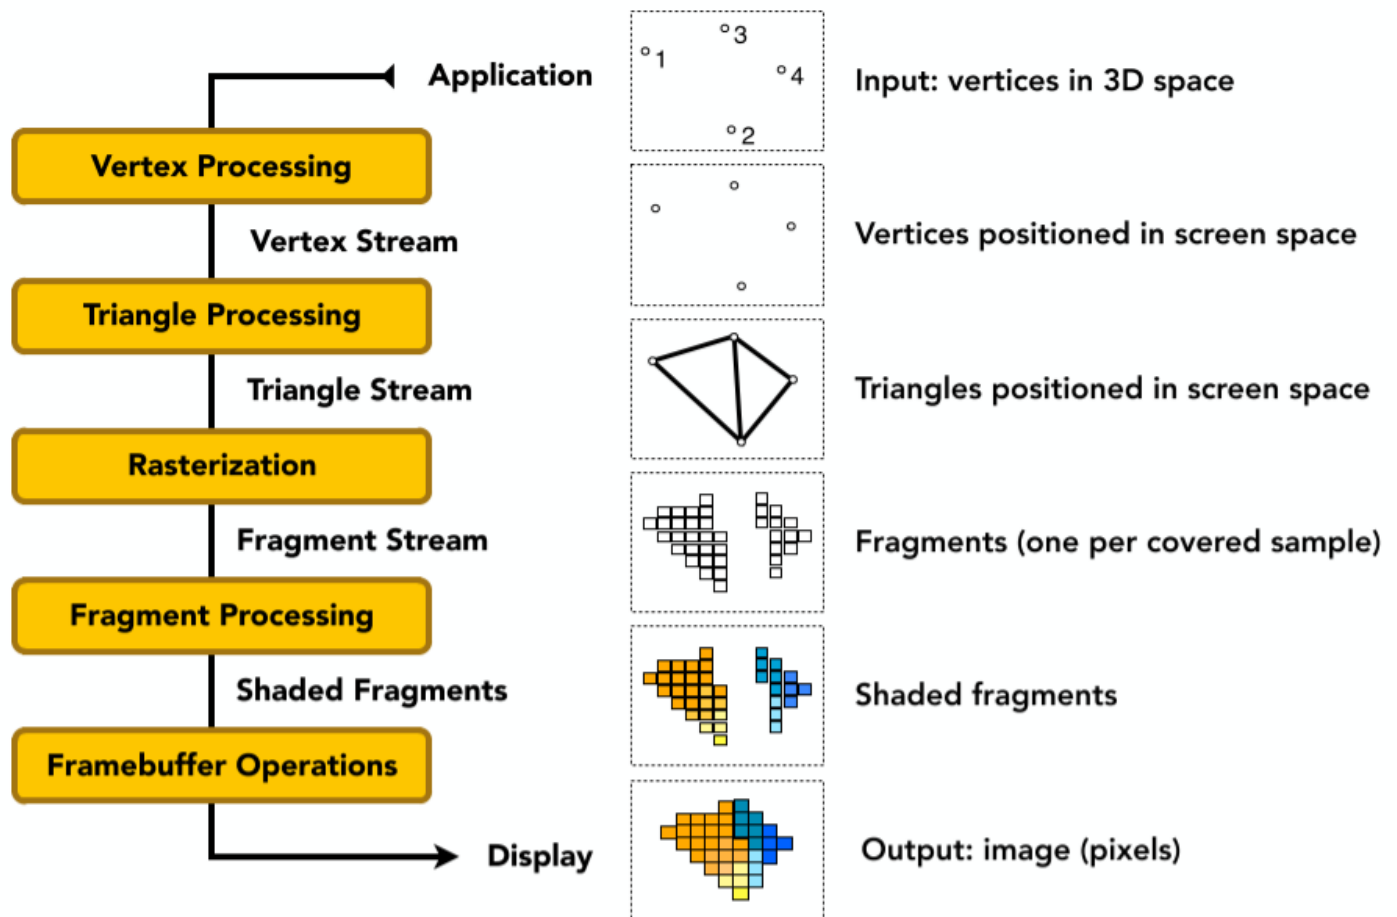 Application
3
1
4
2
Input: vertices in 3D space
Vertex Processing
Vertex Stream
Vertices positioned in screen space
Triangle Processing
Triangle Stream
Triangles positioned in screen space
Rasterization
Fragment Stream
Fragments (one per covered sample)
Fragment Processing
Shaded Fragments
Shaded fragments
Framebuffer Operations
Display
Output: image (pixels)